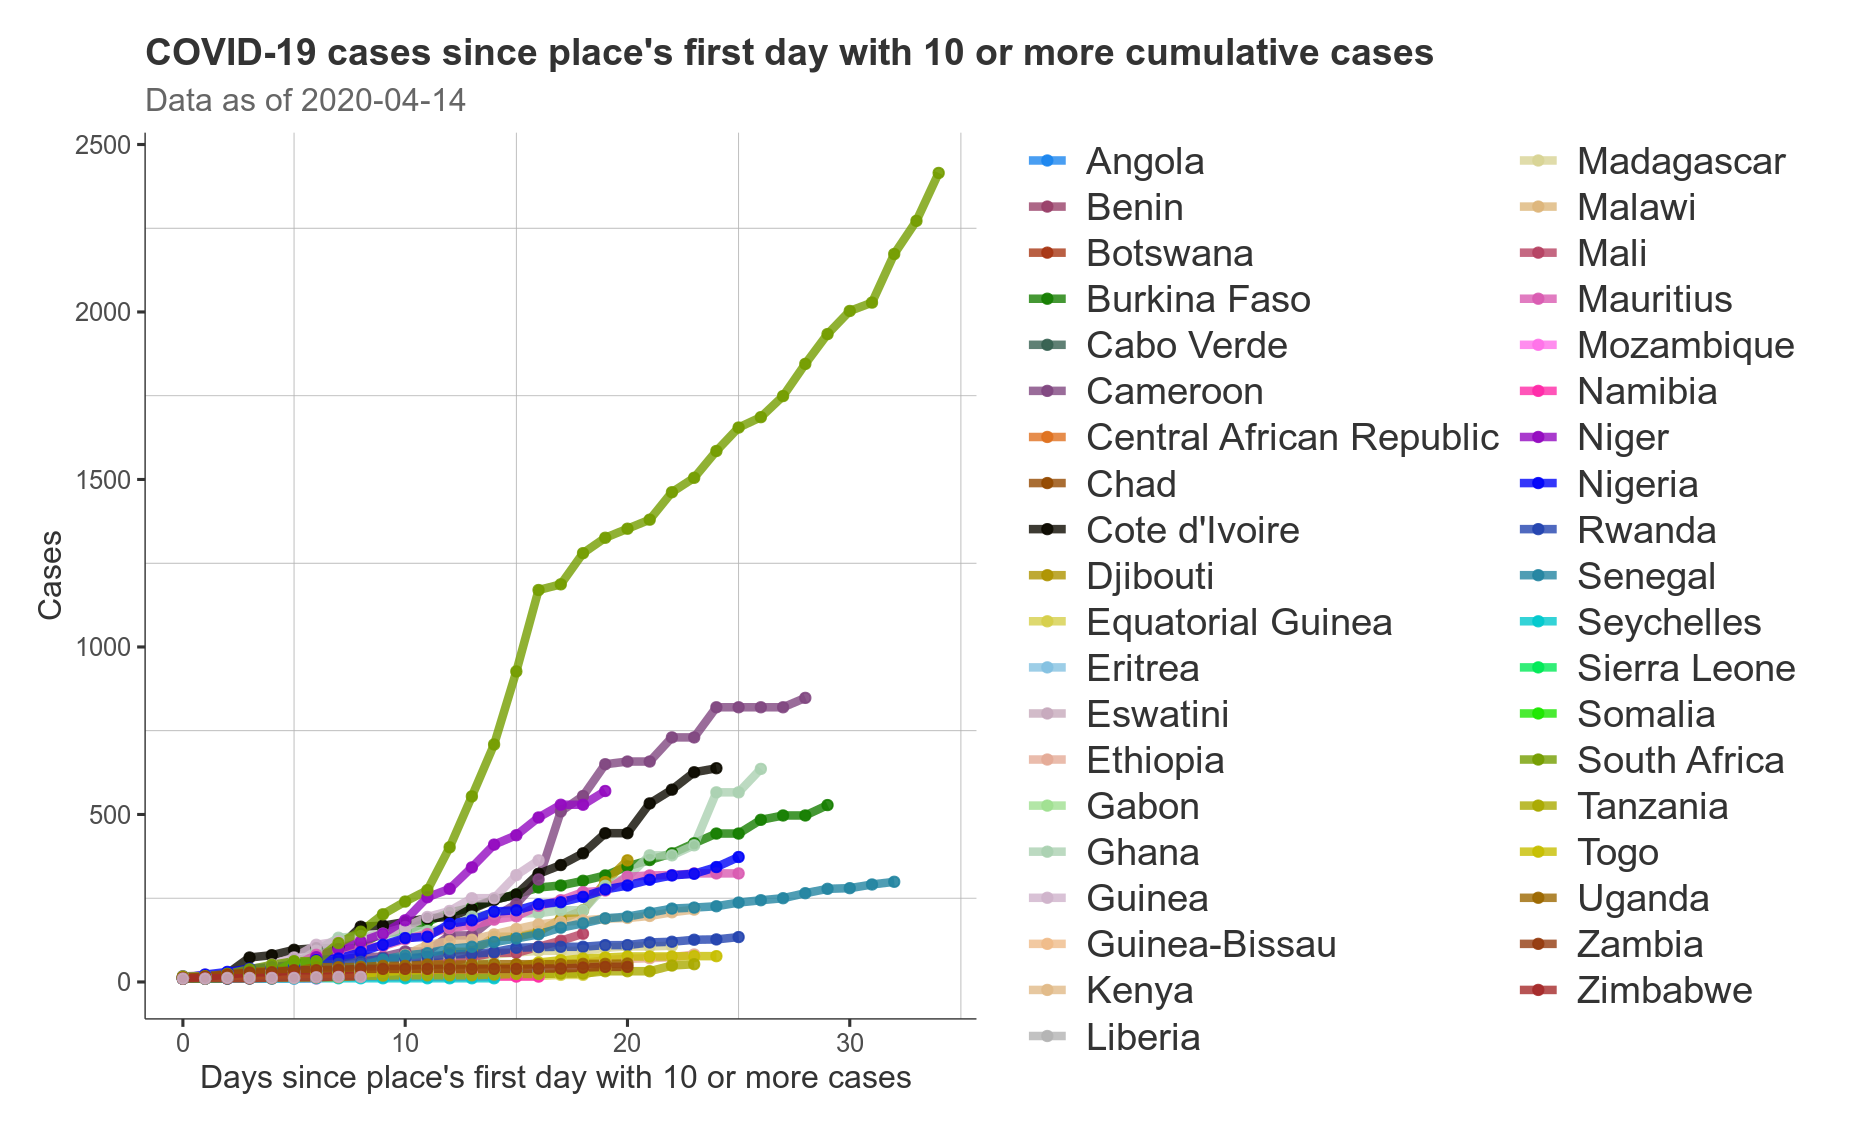 COVID-19 cases since place's first day with 10 or more cumulative cases
Data as of 2020-04-14
2500
2000
1500
1000
500
0
Cases
0 10 20 30
Days since place's first day with 10 or more cases
Angola
Benin
Botswana
Burkina Faso
Cabo Verde
Cameroon
Central African Republic
Chad
Cote d'Ivoire
Djibouti
Equatorial Guinea
Eritrea
Eswatini
Ethiopia
Gabon
Ghana
Guinea
Guinea-Bissau
Kenya
Liberia
Madagascar
Malawi
Mali
Mauritius
Mozambique
Namibia
Niger
Nigeria
Rwanda
Senegal
Seychelles
Sierra Leone
Somalia
South Africa
Tanzania
Togo
Uganda
Zambia
Zimbabwe